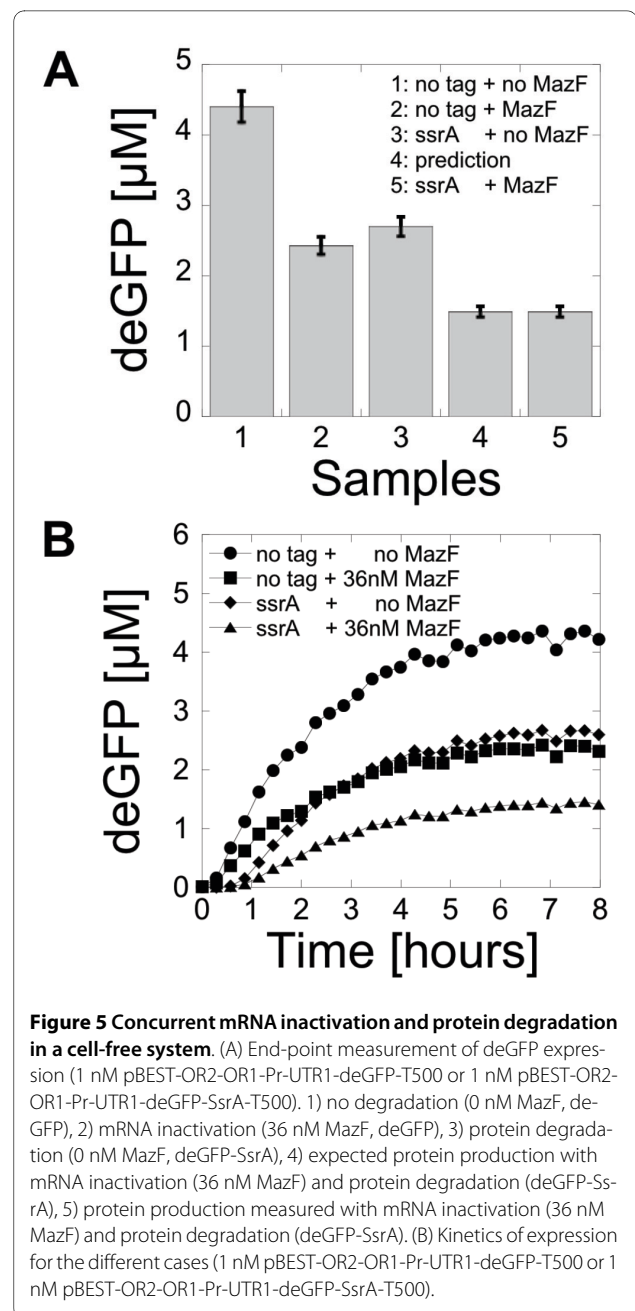 A
5
4
3
2
1
0
deGFP [µM]
1: no tag + no MazF
2: no tag + MazF
3: ssrA + no MazF
4: prediction
5: ssrA + MazF
1 2 3 4 5
Samples
B
6
5
4
3
2
1
0
deGFP [µM]
no tag + no MazF
no tag + 36nM MazF
ssrA + no MazF
ssrA + 36nM MazF
0 1 2 3 4 5 6 7 8
Time [hours]
Figure 5 Concurrent mRNA inactivation and protein degradation
in a cell-free system. (A) End-point measurement of deGFP expres-
sion (1 nM pBEST-OR2-OR1-Pr-UTR1-deGFP-T500 or 1 nM pBEST-OR2-
OR1-Pr-UTR1-deGFP-SsrA-T500). 1) no degradation (0 nM MazF, de-
GFP), 2) mRNA inactivation (36 nM MazF, deGFP), 3) protein degrada-
tion (0 nM MazF, deGFP-SsrA), 4) expected protein production with
mRNA inactivation (36 nM MazF) and protein degradation (deGFP-Ss-
rA), 5) protein production measured with mRNA inactivation (36 nM
MazF) and protein degradation (deGFP-SsrA). (B) Kinetics of expression
for the different cases (1 nM pBEST-OR2-OR1-Pr-UTR1-deGFP-T500 or 1
nM pBEST-OR2-OR1-Pr-UTR1-deGFP-SsrA-T500).